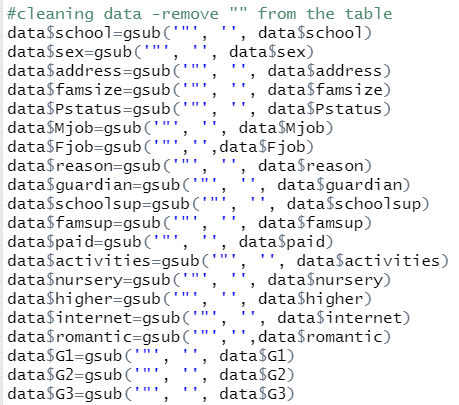 #cleaning data -remove "" from the table
data$school=gsub('"', '', data$school)
data$sex=gsub('"', '', data$sex)
data$address=gsub('"', '', data$address)
data$famsize=gsub('"', '', data$famsize)
data$Pstatus=gsub('"', '', data$Pstatus)
data$Mjob=gsub('"', '', data$Mjob)
data$Fjob=gsub('"','',data$Fjob)
data$reason=gsub('"', '', data$reason)
data$guardian=gsub('"', '', data$guardian)
data$schoolsup=gsub('"', '', data$schoolsup)
data$famsup=gsub('"', '', data$famsup)
data$paid=gsub('"', '', data$paid)
data$activities=gsub('"', '', data$activities)
data$nursery=gsub('"', '', data$nursery)
data$higher=gsub('"', '', data$higher)
data$internet=gsub('"', '', data$internet)
data$romantic=gsub('"','',data$romantic)
data$G1=gsub('"', '', data$G1)
data$G2=gsub('"', '', data$G2)
data$G3=gsub('"', '', data$G3)